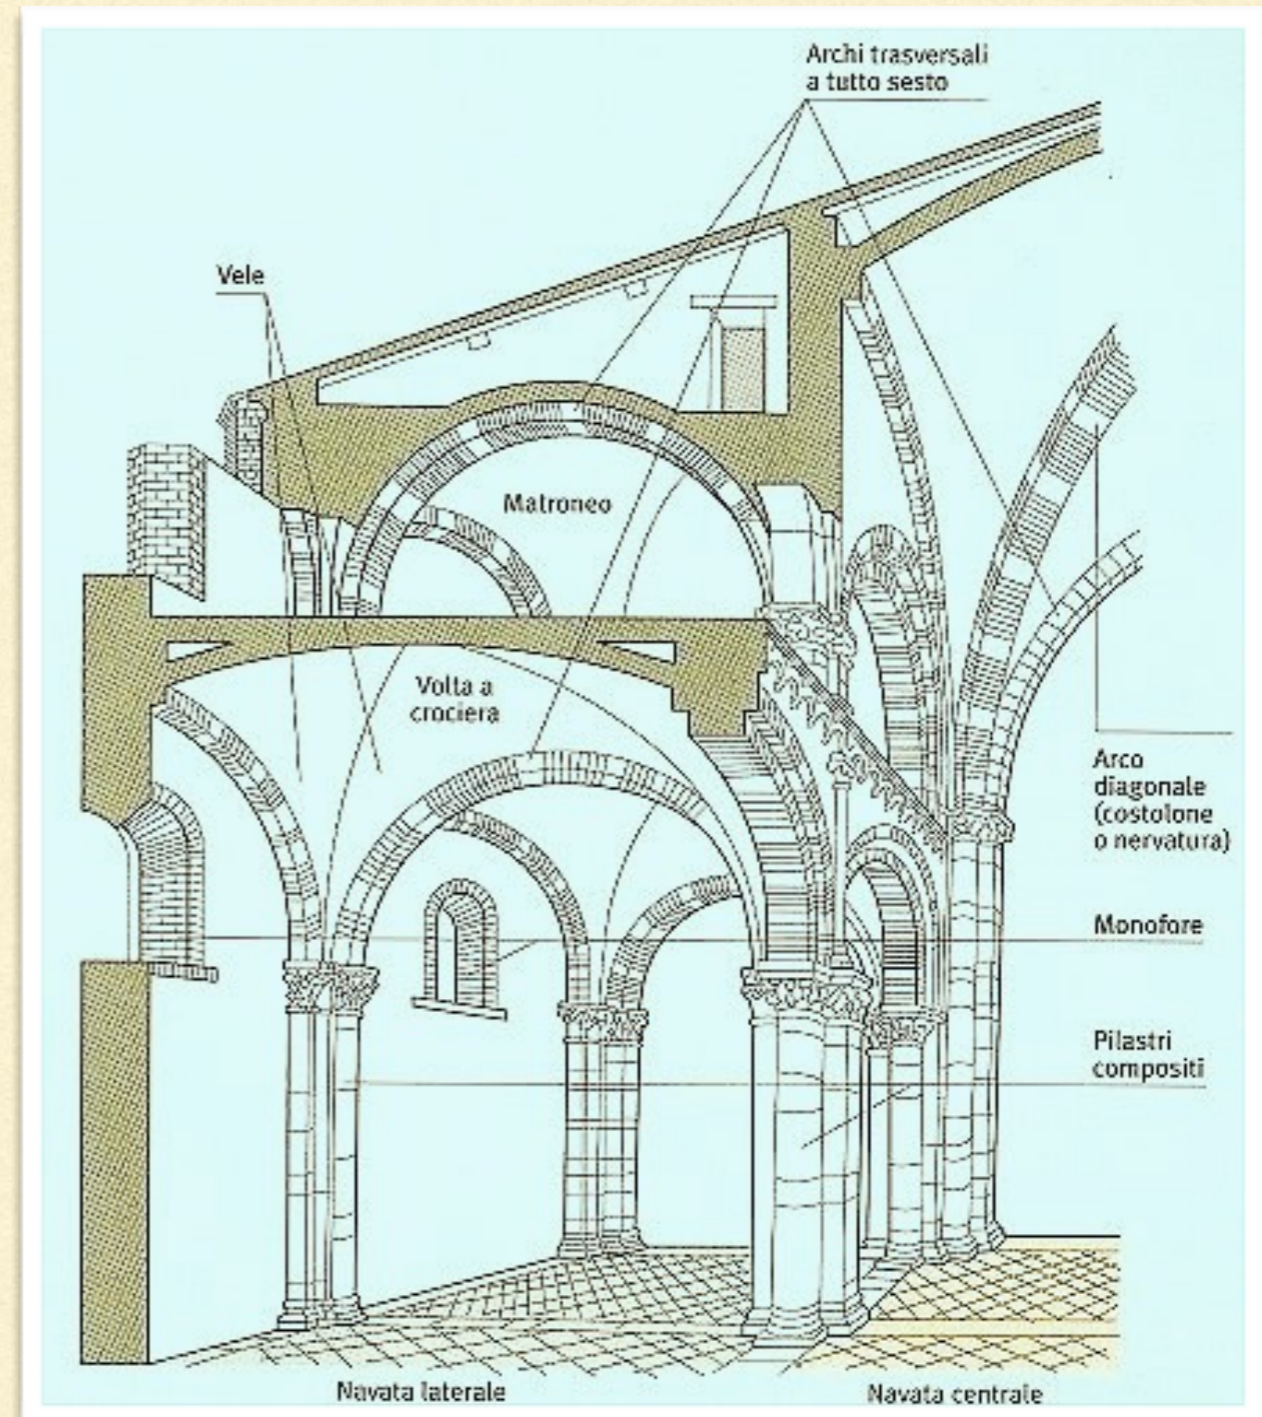 Archi trasversali
a tutto sesto
Vele
Matroneo
Volta a
crociera
Arco
diagonale
(costolone
o nervatura)
Monofore
Pilastri
compositi
Navata laterale
Navata centrale